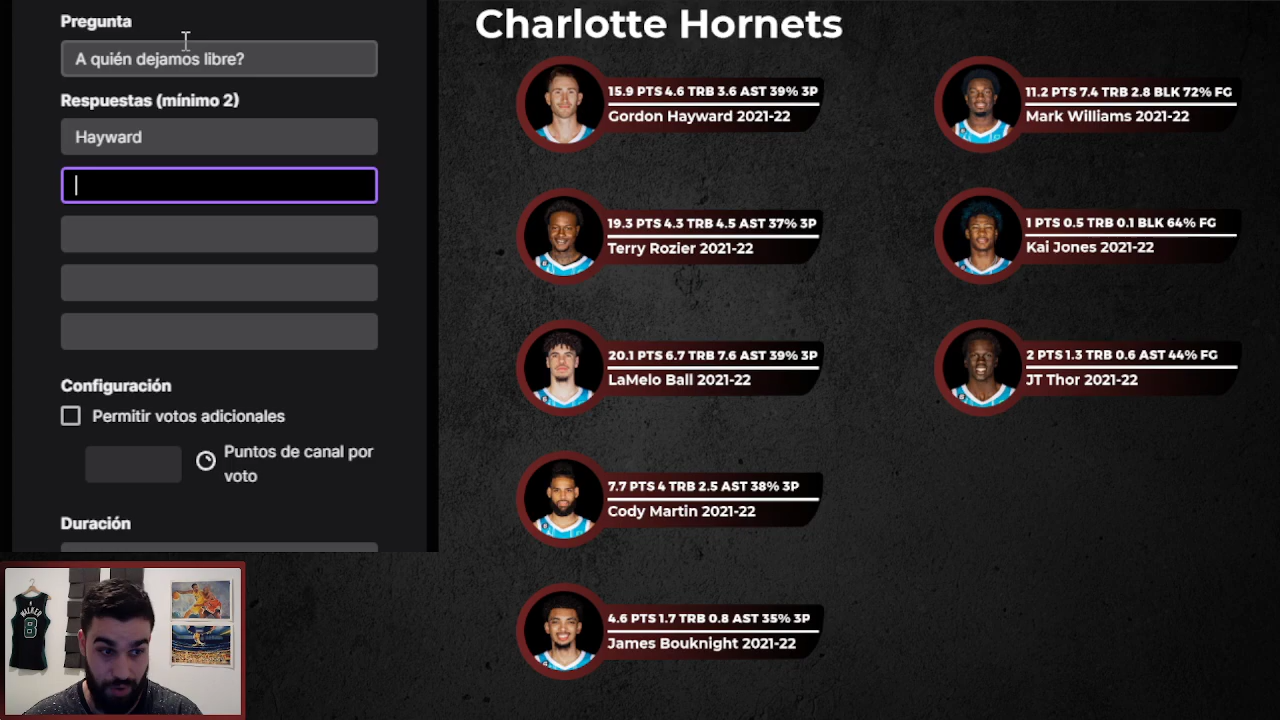 Pregunta
A quién dejamos libre?
Respuestas (mínimo 2)
Hayward
Configuración
Permitir votos adicionales
Puntos de canal por
voto
Duración
Charlotte Hornets
15.9 PTS 4.6 TRB 3.6 AST 39% 3P
Gordon Hayward 2021-22
19.3 PTS 4.3 TRB 4.5 AST 37% 3P
Terry Rozier 2021-22
20.1 PTS 6.7 TRB 7.6 AST 39% 3P
LaMelo Ball 2021-22
7.7 PTS 4 TRB 2.5 AST 38% 3P
Cody Martin 2021-22
4.6 PTS 1.7 TRB 0.8 AST 35% 3P
James Bouknight 2021-22
11.2 PTS 7.4 TRB 2.8 BLK 72% FG
Mark Williams 2021-22
1 PTS 0.5 TRB 0.1 BLK 64% FG
Kai Jones 2021-22
2 PTS 1.3 TRB 0.6 AST 44% FG
JT Thor 2021-22
WALKER
8